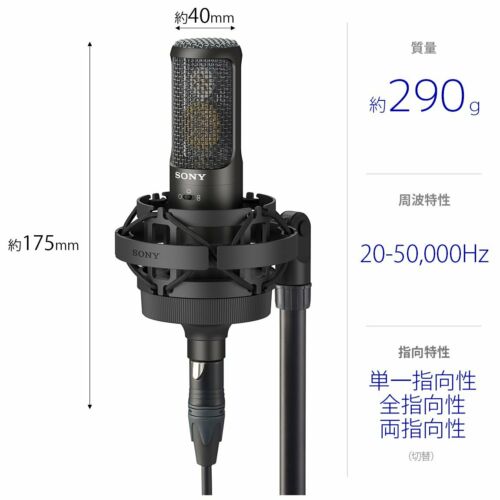 約40mm
約175mm
SONY
SONY
質量
約290g
周波特性
20-50,000Hz
指向特性
単一指向性
全指向性
両指向性
(切替)